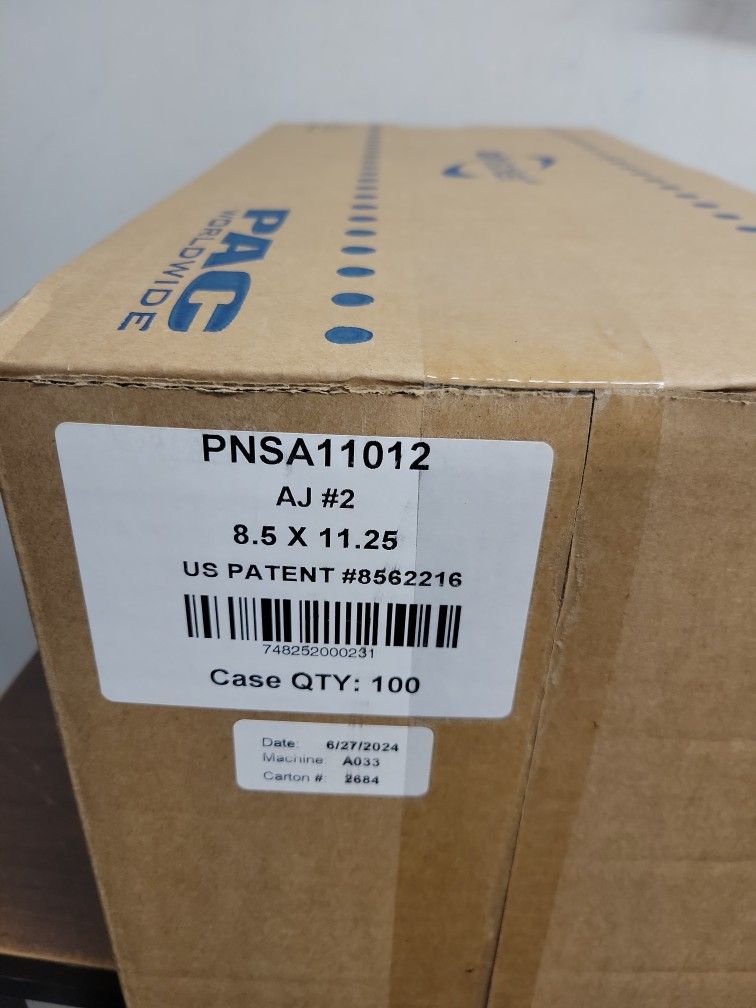 PAC
WORLDWIDE
PNSA11012
AJ #2
8.5 X 11.25
US PATENT #8562216
748252000231
Case QTY: 100
Date: 6/27/2024
Machine: A033
Carton #: 2684